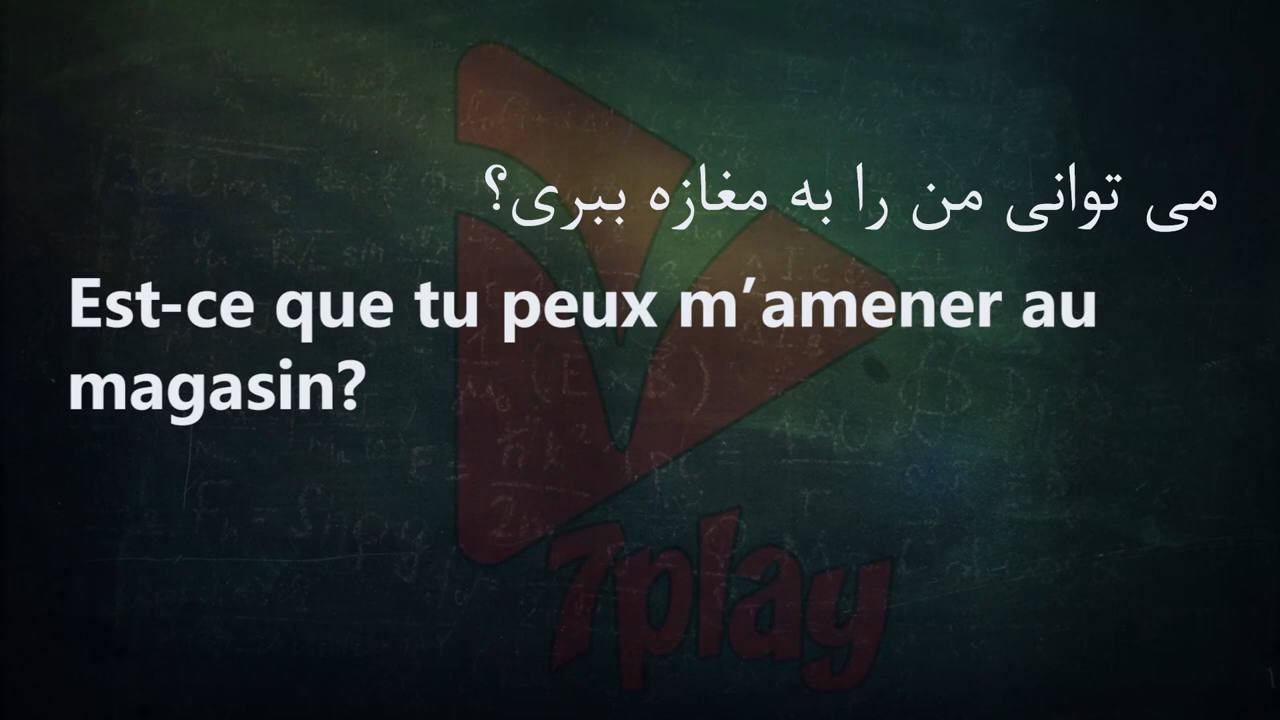 می توانی من را به مغازه ببری؟
Est-ce que tu peux m’amener au
magasin?
7play